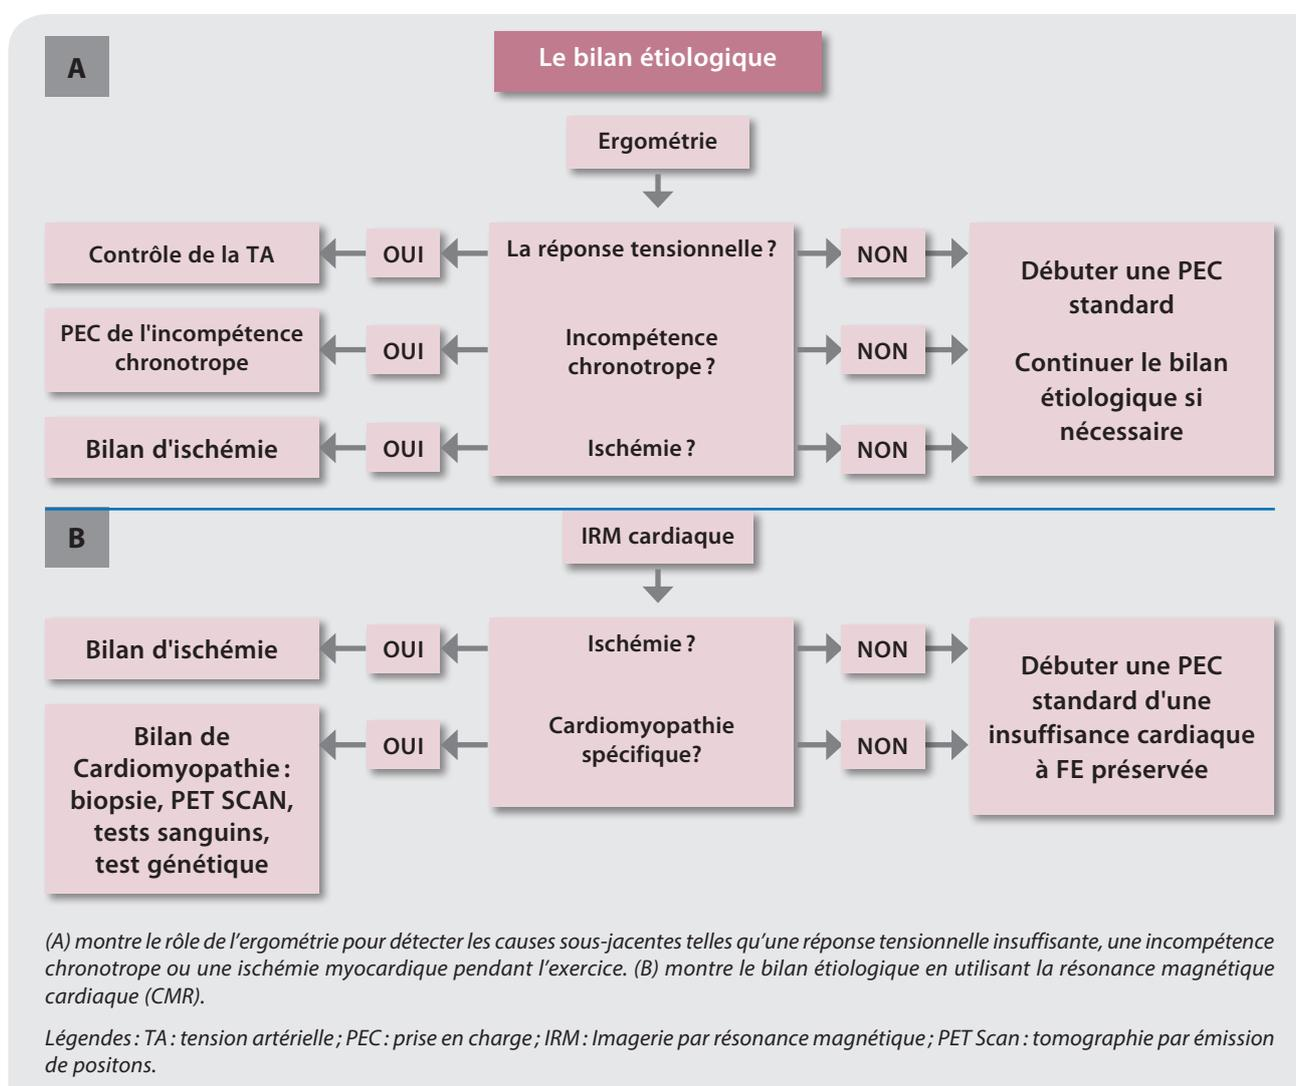 A
Le bilan étiologique
Ergométrie
Contrôle de la TA
OUI
La réponse tensionnelle ?
NON
PEC de l'incompétence
chronotrope
OUI
Incompétence
chronotrope ?
NON
Bilan d'ischémie
OUI
Ischémie ?
NON
Débuter une PEC
standard
Continuer le bilan
étiologique si
nécessaire
B
IRM cardiaque
Bilan d'ischémie
OUI
Ischémie ?
NON
Bilan de
Cardiomyopathie :
biopsie, PET SCAN,
tests sanguins,
test génétique
OUI
Cardiomyopathie
spécifique?
NON
Débuter une PEC
standard d'une
insuffisance cardiaque
à FE préservée
(A) montre le rôle de l’ergométrie pour détecter les causes sous-jacentes telles qu’une réponse tensionnelle insuffisante, une incompétence
chronotrope ou une ischémie myocardique pendant l’exercice. (B) montre le bilan étiologique en utilisant la résonance magnétique
cardiaque (CMR).
Légendes : TA : tension artérielle ; PEC : prise en charge ; IRM : Imagerie par résonance magnétique ; PET Scan : tomographie par émission
de positons.